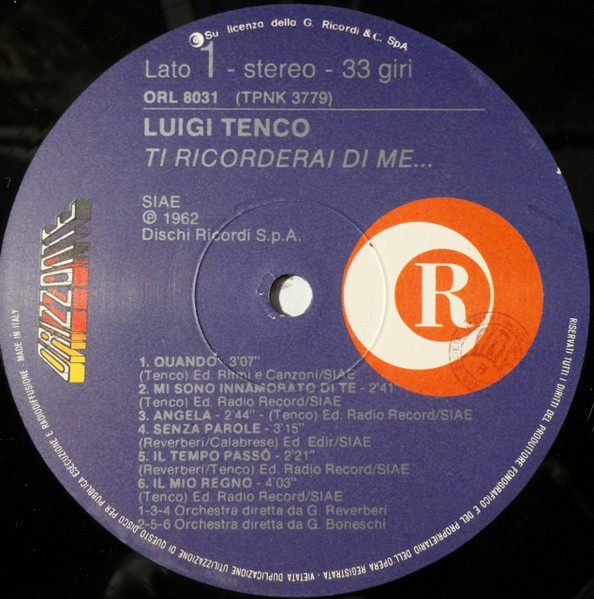 Su licenza della G. Ricordi & C. SpA
Lato 1 - stereo - 33 giri
ORL 8031 (TPNK 3779)
LUIGI TENCO
TI RICORDERAI DI ME...
SIAE
℗ 1962
Dischi Ricordi S.p.A.
ORIZZONTE
R
1. QUANDO - 3'07"
(Tenco) Ed. Ritmi e Canzoni/SIAE
2. MI SONO INNAMORATO DI TE - 2'41"
(Tenco) Ed. Radio Record/SIAE
3. ANGELA - 2'44" - (Tenco) Ed. Radio Record/SIAE
4. SENZA PAROLE - 3'15"
(Reverberi/Calabrese) Ed. Edir/SIAE
5. IL TEMPO PASSÒ - 2'21"
(Reverberi/Tenco) Ed. Radio Record/SIAE
6. IL MIO REGNO - 4'03"
(Tenco) Ed. Radio Record/SIAE
1-3-4 Orchestra diretta da G. Reverberi
2-5-6 Orchestra diretta da G. Boneschi
RISERVATI TUTTI I DIRITTI DEL PRODUTTORE FONOGRAFICO E DEL PROPRIETARIO DELL'OPERA REGISTRATA - VIETATA DUPLICAZIONE UTILIZZAZIONE DI QUESTO DISCO PER PUBBLICA ESECUZIONE E RADIODIFFUSIONE. MADE IN ITALY